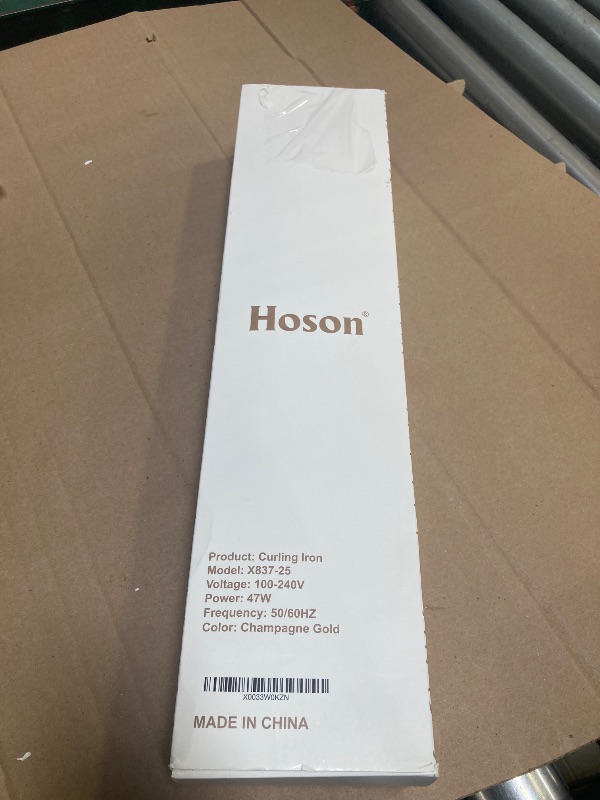 Hoson®
Product: Curling Iron
Model: X837-25
Voltage: 100-240V
Power: 47W
Frequency: 50/60HZ
Color: Champagne Gold
X0033W0KZN
MADE IN CHINA